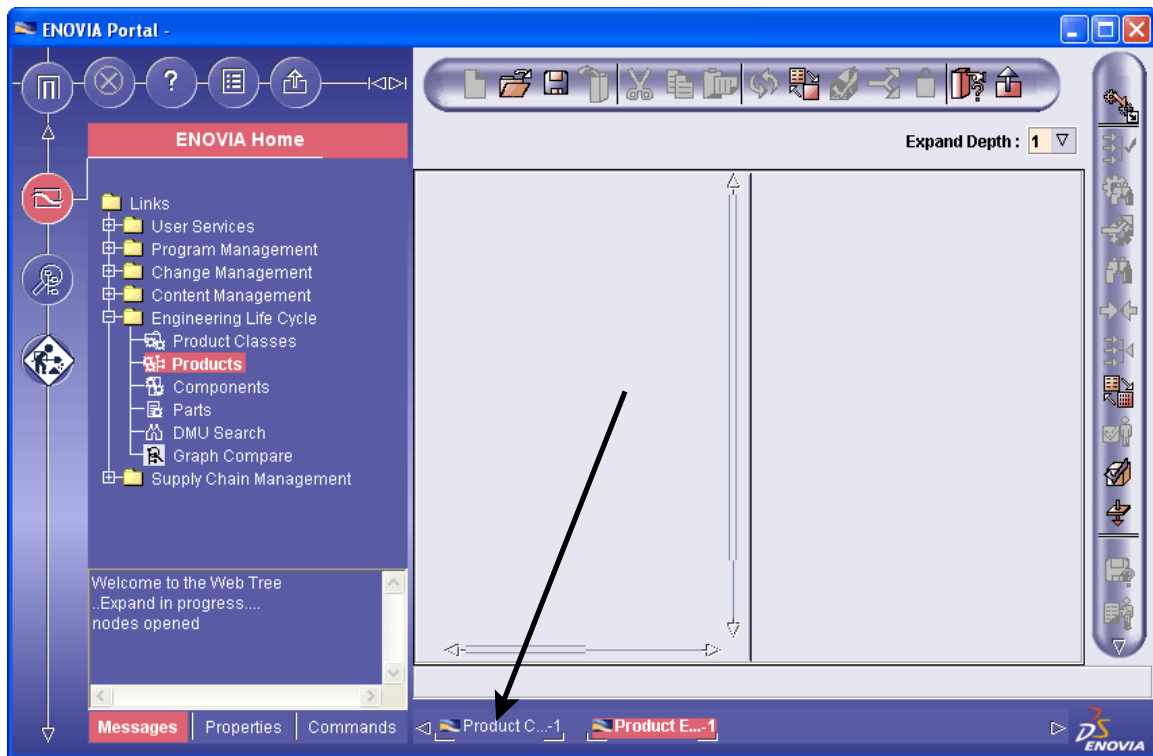 ENOVIA Portal -
?
ENOVIA Home
Expand Depth : 1
Links
User Services
Program Management
Change Management
Content Management
Engineering Life Cycle
Product Classes
Products
Components
Parts
DMU Search
Graph Compare
Supply Chain Management
Welcome to the Web Tree
..Expand in progress....
nodes opened
Messages Properties Commands
Product C...-1 Product E...-1
ENOVIA